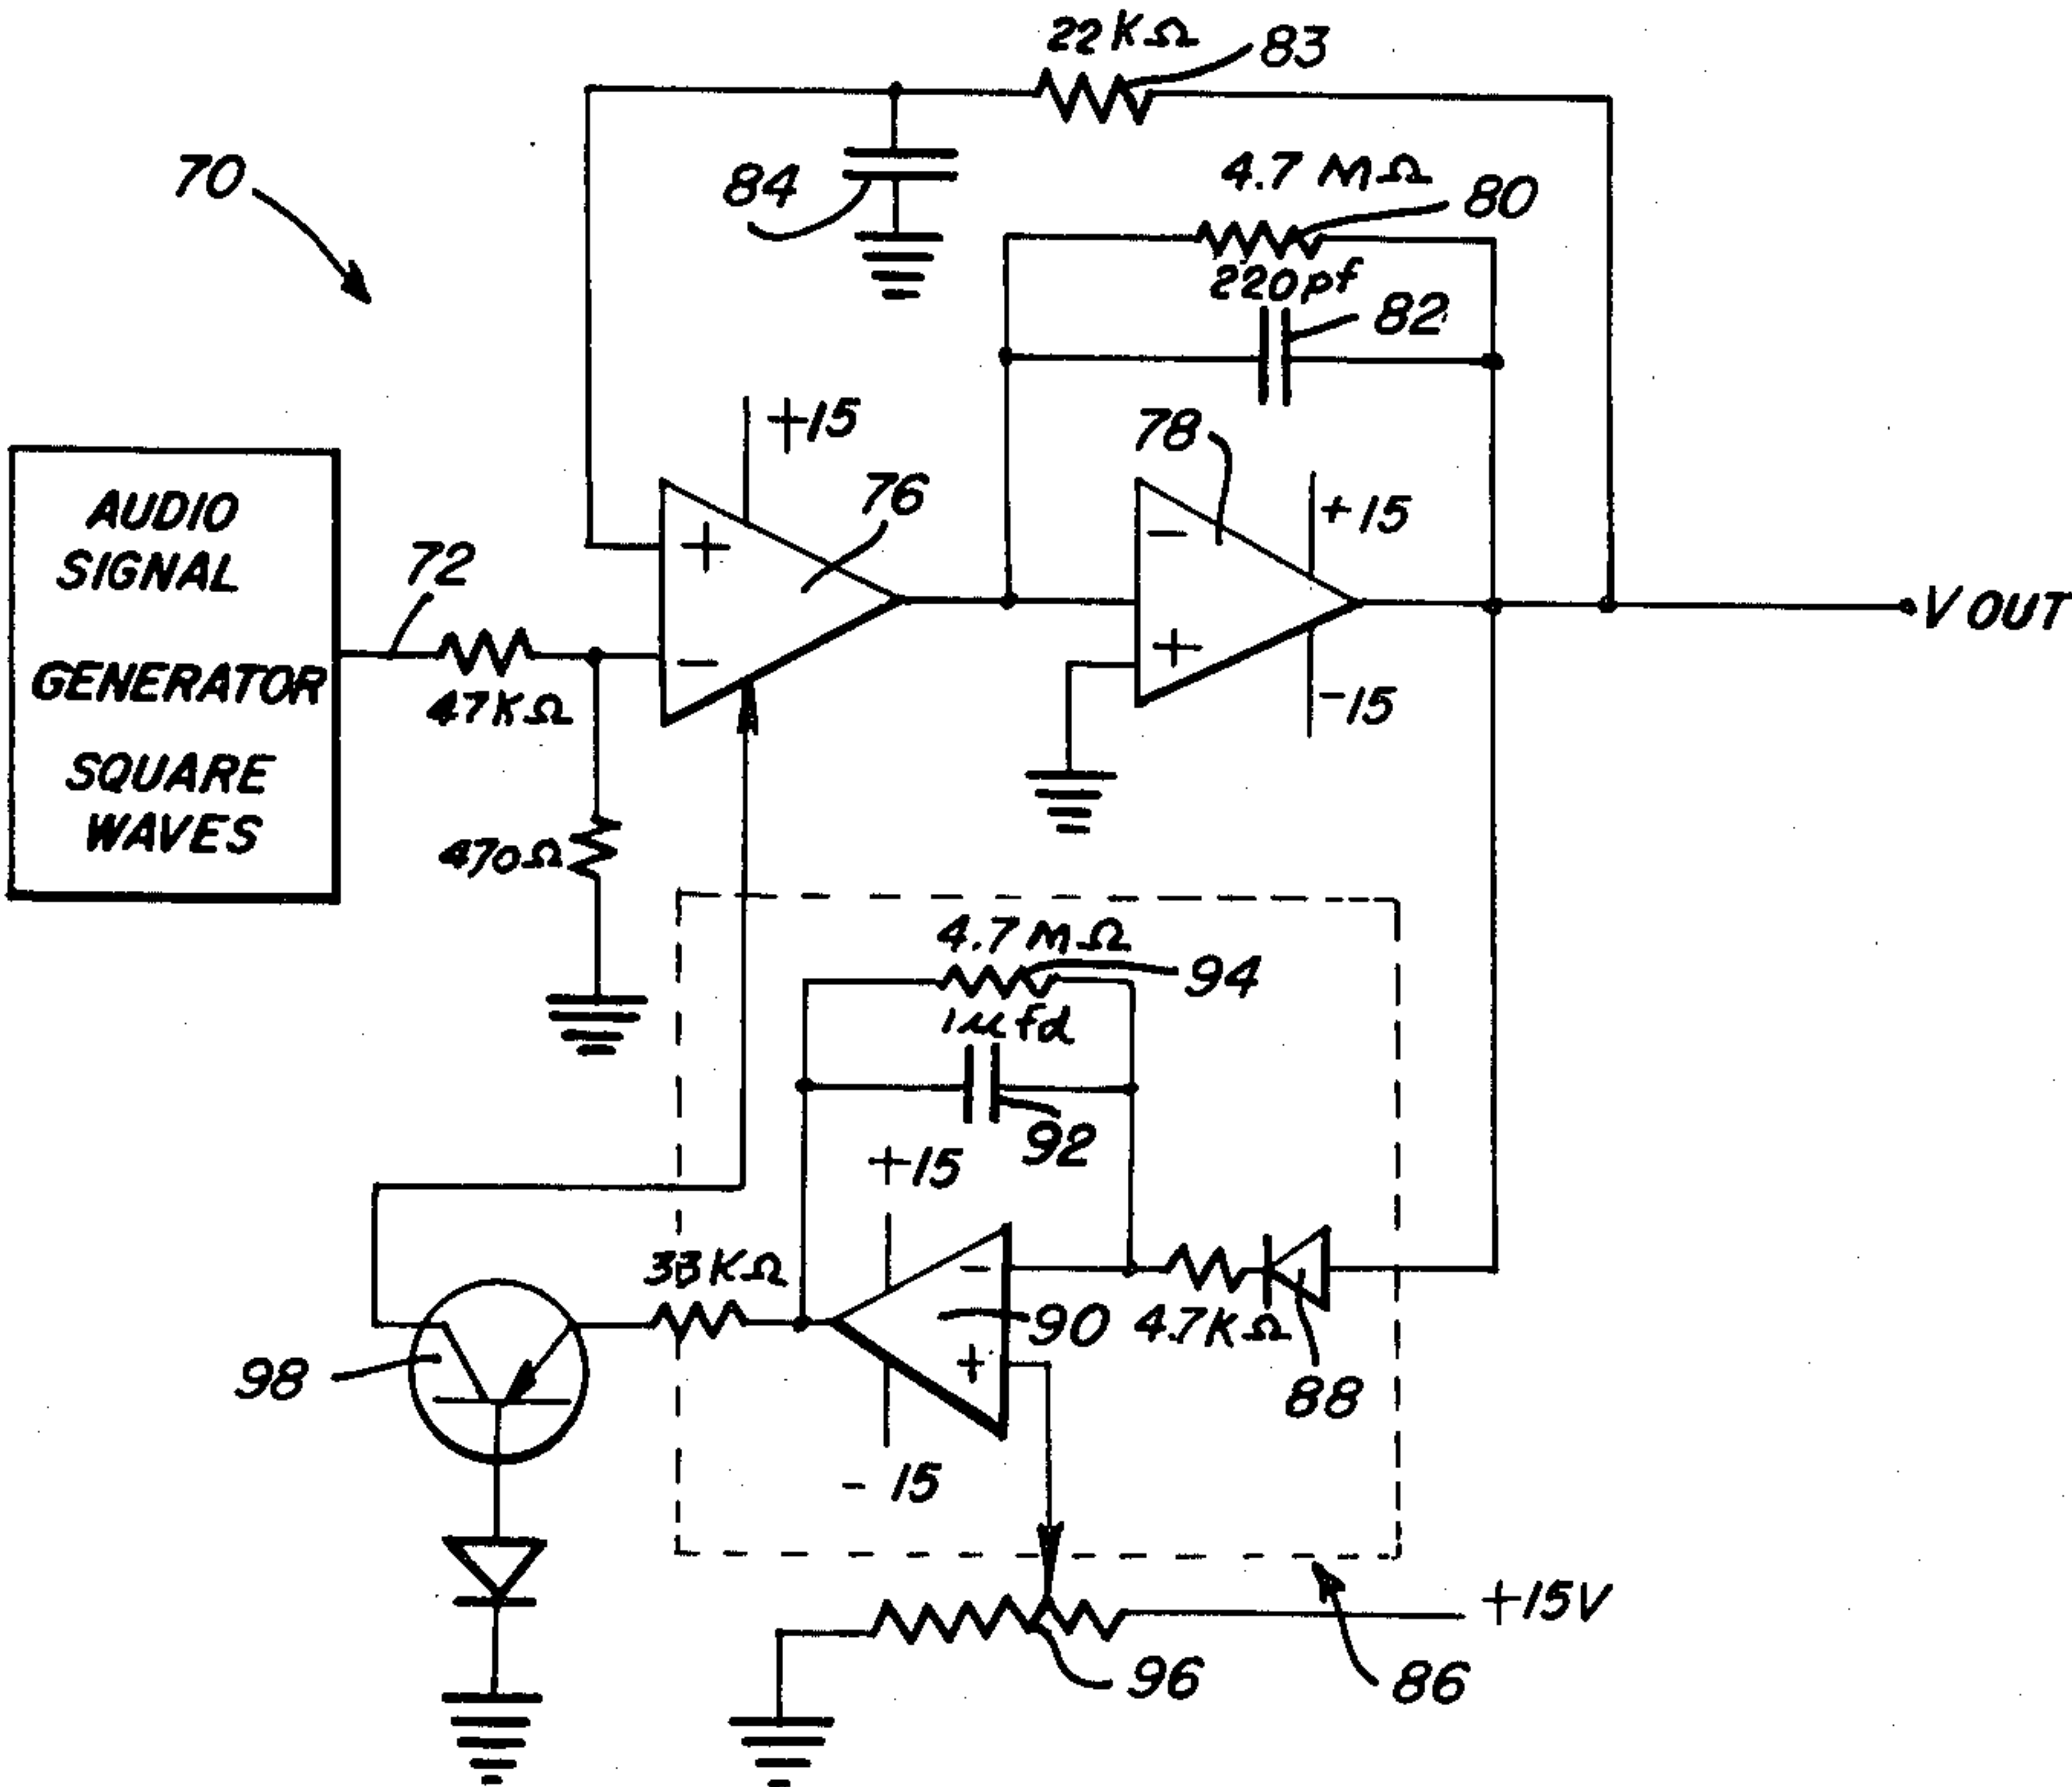 22KΩ
83
70
84
4.7 MΩ
80
220pf
82
+15
78
76
+15
AUDIO
SIGNAL
GENERATOR
SQUARE
WAVES
72
+
-
-
+
VOUT
47KΩ
-15
470Ω
4.7MΩ
94
1µfd
92
+15
33KΩ
-
90
4.7KΩ
+
88
98
-15
+15V
96
86